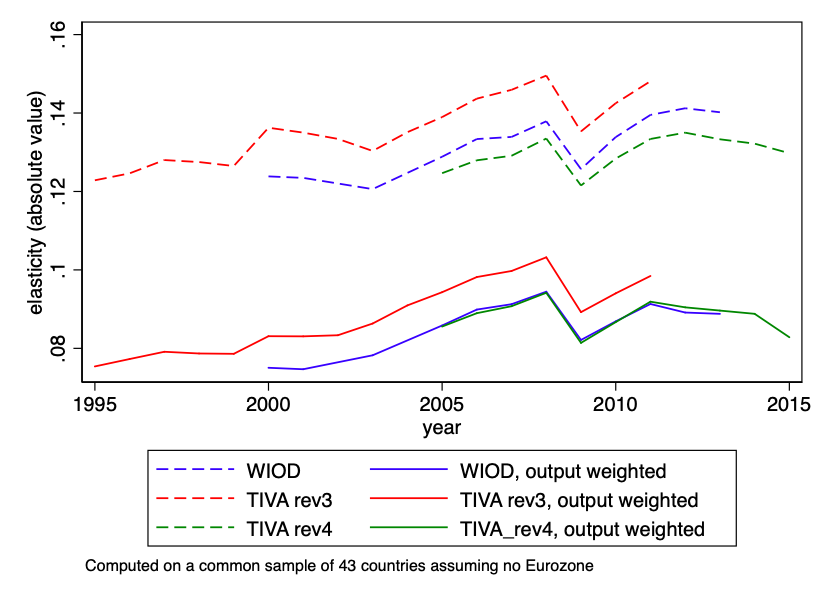 .16
.14
.12
.1
.08
elasticity (absolute value)
1995 2000 2005 2010 2015
year
WIOD WIOD, output weighted
TIVA rev3 TIVA rev3, output weighted
TIVA rev4 TIVA_rev4, output weighted
Computed on a common sample of 43 countries assuming no Eurozone